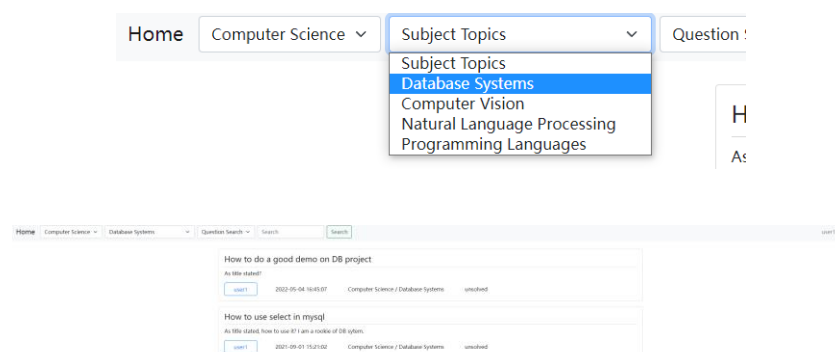 Home Computer Science Subject Topics Question
Subject Topics
Database Systems
Computer Vision
Natural Language Processing
Programming Languages
H
As
Home Computer Science Database Systems Question Search Search Search user1
How to do a good demo on DB project
As title stated?
user1 2022-05-04 16:45:07 Computer Science / Database Systems unsolved
How to use select in mysql
As title stated, how to use it? I am a rookie of DB sytem.
user1 2021-09-01 15:21:02 Computer Science / Database Systems unsolved